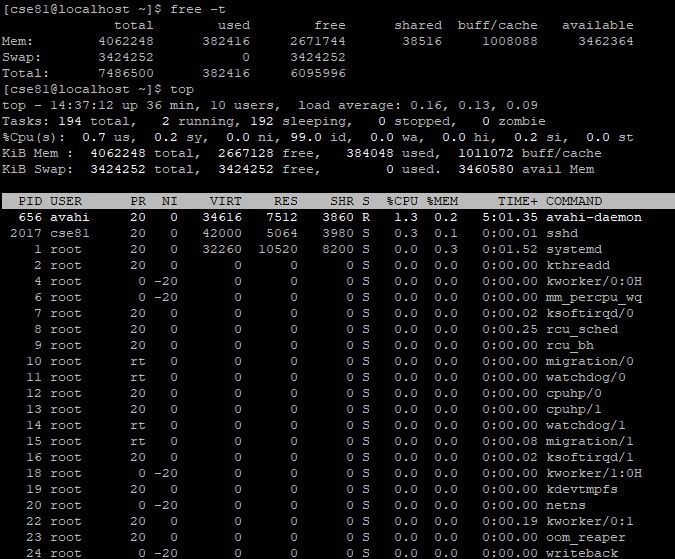 [cse81@localhost ~]$ free -t
              total        used        free      shared  buff/cache   available
Mem:        4062248      382416     2671744       38516     1008088     3462364
Swap:       3424252           0     3424252
Total:      7486500      382416     6095996
[cse81@localhost ~]$ top
top - 14:37:12 up 36 min, 10 users,  load average: 0.16, 0.13, 0.09
Tasks: 194 total,   2 running, 192 sleeping,   0 stopped,   0 zombie
%Cpu(s):  0.7 us,  0.2 sy,  0.0 ni, 99.0 id,  0.0 wa,  0.0 hi,  0.2 si,  0.0 st
KiB Mem :  4062248 total,  2667128 free,   384048 used,  1011072 buff/cache
KiB Swap:  3424252 total,  3424252 free,        0 used.  3460580 avail Mem
  PID USER      PR  NI    VIRT    RES    SHR S  %CPU %MEM     TIME+ COMMAND
  656 avahi     20   0   34616   7512   3860 R   1.3  0.2   5:01.35 avahi-daemon
 2017 cse81     20   0   42000   5064   3980 S   0.3  0.1   0:00.01 sshd
    1 root      20   0   32260  10520   8200 S   0.0  0.3   0:01.52 systemd
    2 root      20   0       0      0      0 S   0.0  0.0   0:00.00 kthreadd
    4 root       0 -20       0      0      0 S   0.0  0.0   0:00.00 kworker/0:0H
    6 root       0 -20       0      0      0 S   0.0  0.0   0:00.00 mm_percpu_wq
    7 root      20   0       0      0      0 S   0.0  0.0   0:00.02 ksoftirqd/0
    8 root      20   0       0      0      0 S   0.0  0.0   0:00.25 rcu_sched
    9 root      20   0       0      0      0 S   0.0  0.0   0:00.00 rcu_bh
   10 root      rt   0       0      0      0 S   0.0  0.0   0:00.00 migration/0
   11 root      rt   0       0      0      0 S   0.0  0.0   0:00.00 watchdog/0
   12 root      20   0       0      0      0 S   0.0  0.0   0:00.00 cpuhp/0
   13 root      20   0       0      0      0 S   0.0  0.0   0:00.00 cpuhp/1
   14 root      rt   0       0      0      0 S   0.0  0.0   0:00.00 watchdog/1
   15 root      rt   0       0      0      0 S   0.0  0.0   0:00.08 migration/1
   16 root      20   0       0      0      0 S   0.0  0.0   0:00.02 ksoftirqd/1
   18 root       0 -20       0      0      0 S   0.0  0.0   0:00.00 kworker/1:0H
   19 root      20   0       0      0      0 S   0.0  0.0   0:00.00 kdevtmpfs
   20 root       0 -20       0      0      0 S   0.0  0.0   0:00.00 netns
   22 root      20   0       0      0      0 S   0.0  0.0   0:00.19 kworker/0:1
   23 root      20   0       0      0      0 S   0.0  0.0   0:00.00 oom_reaper
   24 root       0 -20       0      0      0 S   0.0  0.0   0:00.00 writeback